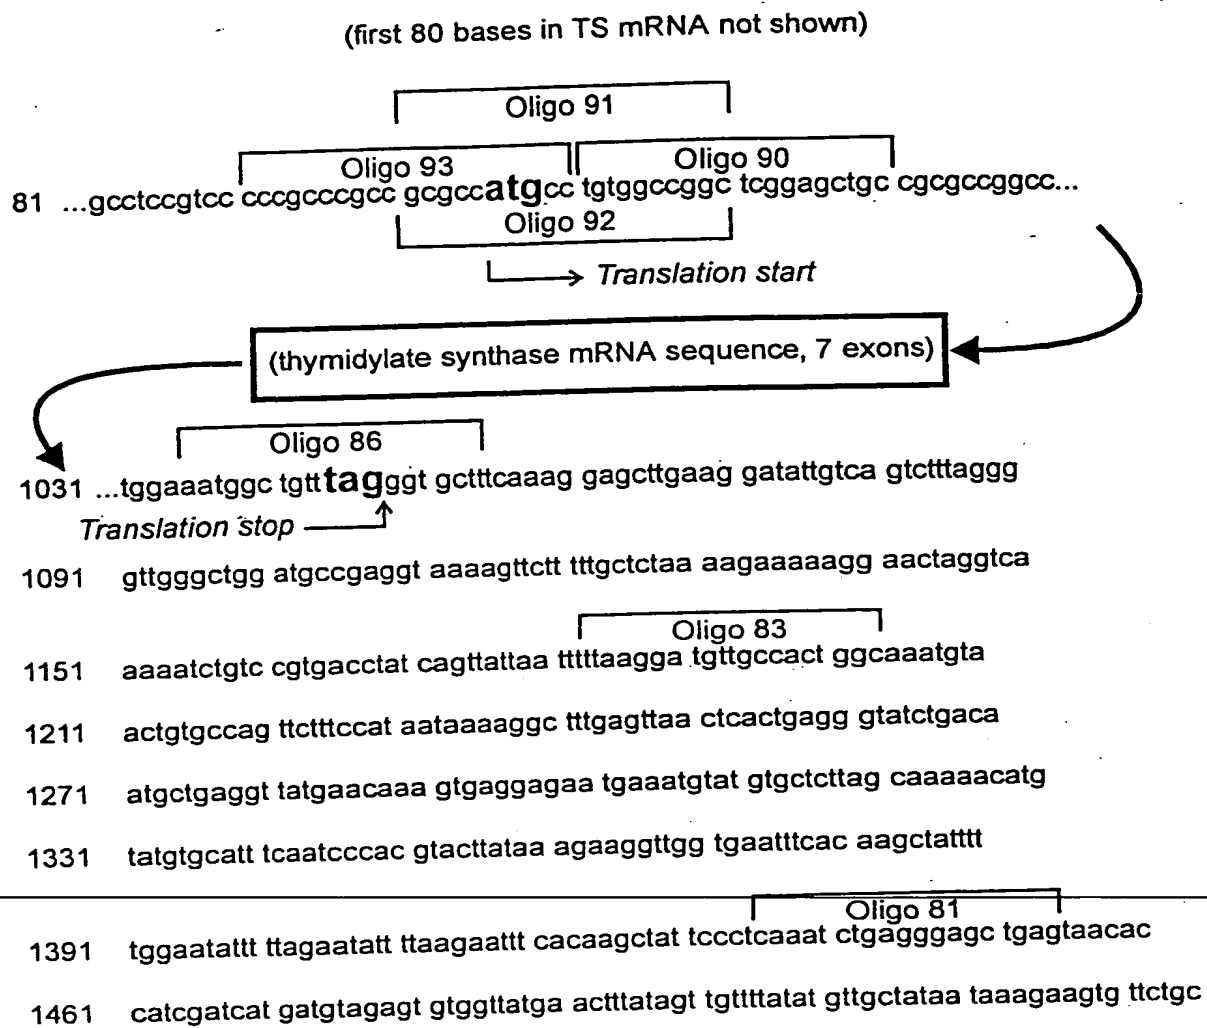 (first 80 bases in TS mRNA not shown)
Oligo 91
Oligo 93 Oligo 90
81 ...gcctccgtcc cccgcccgcc gcgccatgcc tgtggccggc tcggagctgc cgcgccggcc...
Oligo 92
Translation start
(thymidylate synthase mRNA sequence, 7 exons)
Oligo 86
1031 ...tggaaatggc tgtttagggt gctttcaaag gagcttgaag gatattgtca gtctttaggg
Translation stop
1091 gttgggctgg atgccgaggt aaaagttctt tttgctctaa aagaaaaagg aactaggtca
Oligo 83
1151 aaaatctgtc cgtgacctat cagttattaa tttttaagga tgttgccact ggcaaatgta
1211 actgtgccag ttctttccat aataaaaggc tttgagttaa ctcactgagg gtatctgaca
1271 atgctgaggt tatgaacaaa gtgaggagaa tgaaatgtat gtgctcttag caaaaacatg
1331 tatgtgcatt tcaatcccac gtacttataa agaaggttgg tgaatttcac aagctatttt
Oligo 81
1391 tggaatattt ttagaatatt ttaagaattt cacaagctat tccctcaaat ctgagggagc tgagtaacac
1461 catcgatcat gatgtagagt gtggttatga actttatagt tgttttatat gttgctataa taaagaagtg ttctgc